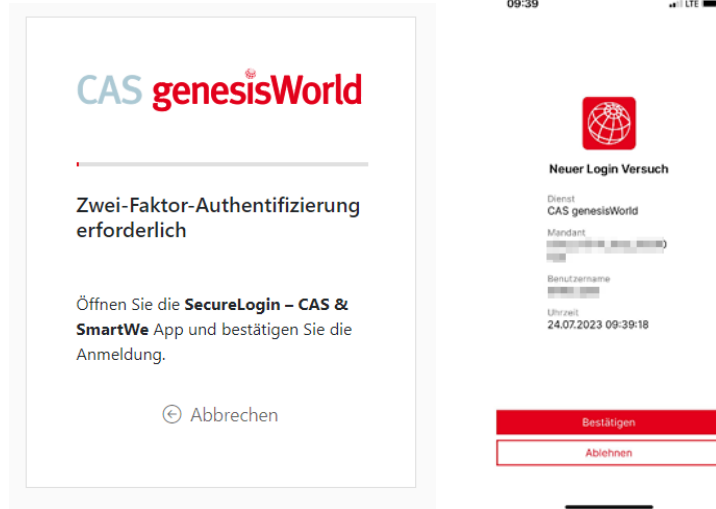 CAS genesisWorld
Zwei-Faktor-Authentifizierung
erforderlich
Öffnen Sie die SecureLogin – CAS &
SmartWe App und bestätigen Sie die
Anmeldung.
Abbrechen
09:39
LTE
Neuer Login Versuch
Dienst
CAS genesisWorld
Mandant
Benutzername
Uhrzeit
24.07.2023 09:39:18
Bestätigen
Ablehnen